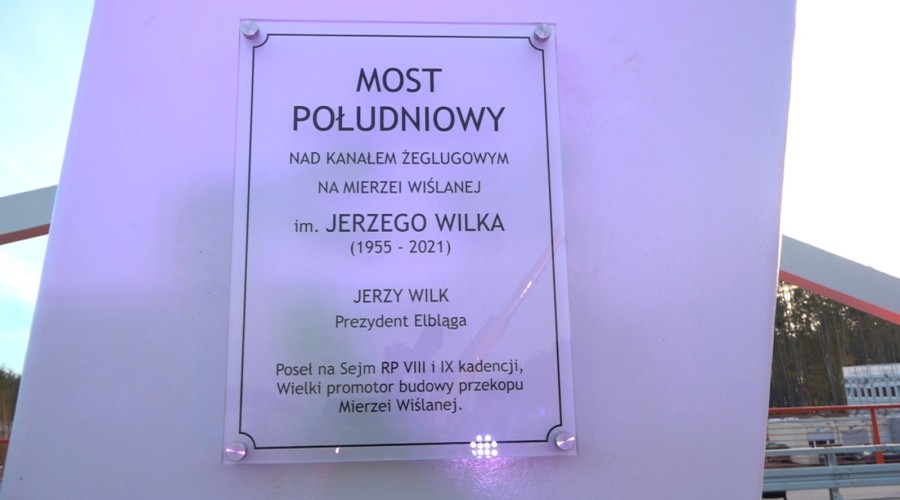 MOST
POŁUDNIOWY
NAD KANAŁEM ŻEGLUGOWYM
NA MIERZEI WIŚLANEJ
im. JERZEGO WILKA
(1955 - 2021)
JERZY WILK
Prezydent Elbląga
Poseł na Sejm RP VIII i IX kadencji,
Wielki promotor budowy przekopu
Mierzei Wiślanej.